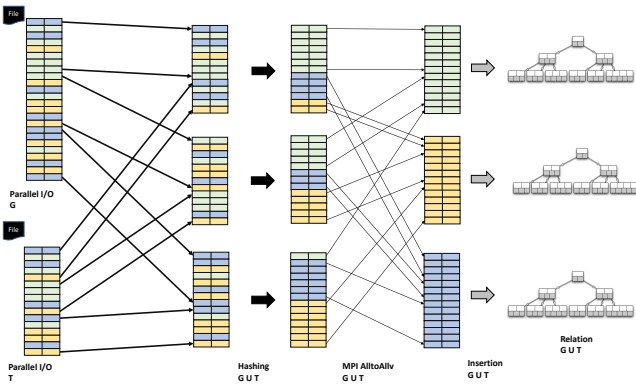 File
Parallel I/O
G
File
Parallel I/O
T
Hashing
G U T
MPI AlltoAllv
G U T
Insertion
G U T
Relation
G U T